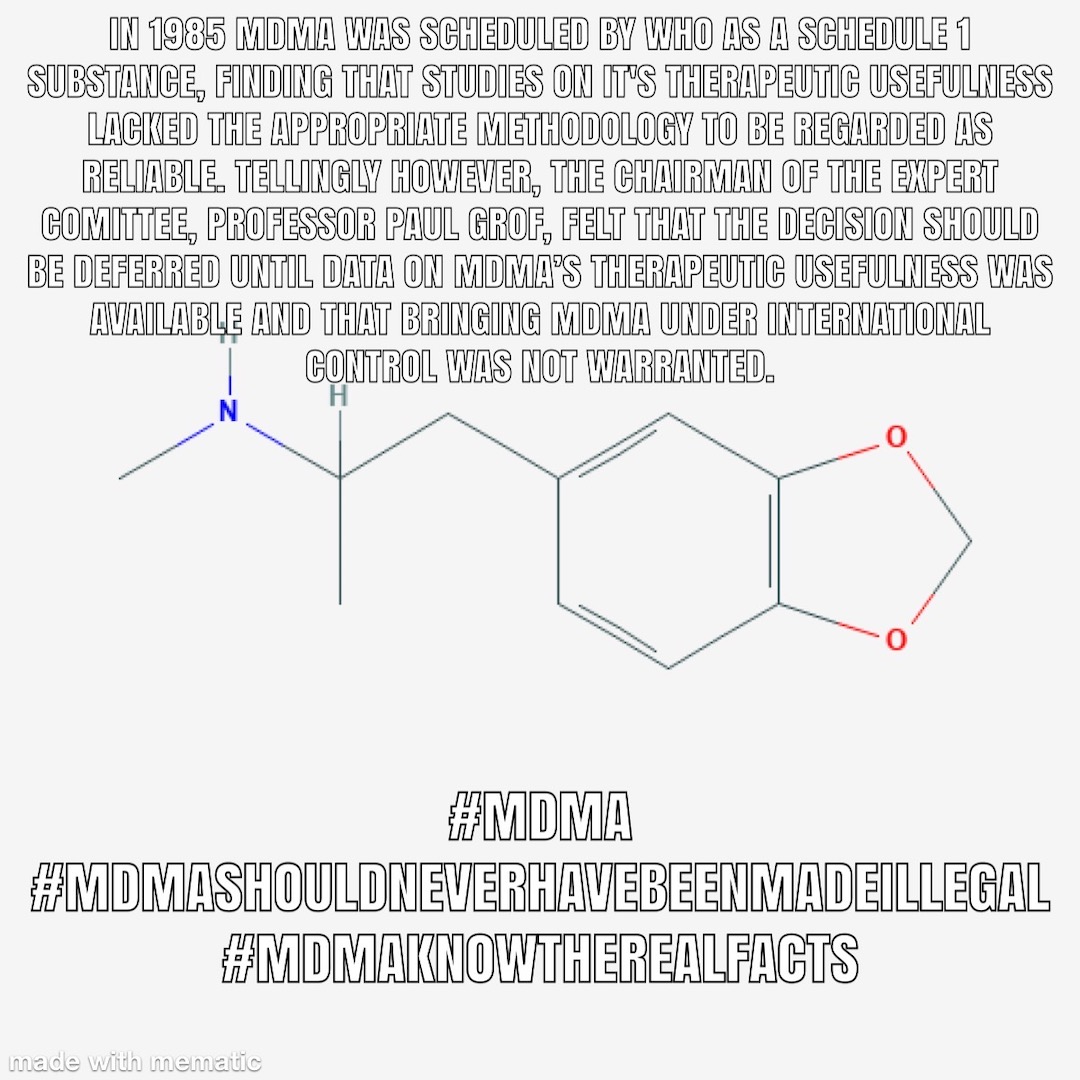 IN 1985 MDMA WAS SCHEDULED BY WHO AS A SCHEDULE 1
SUBSTANCE, FINDING THAT STUDIES ON IT'S THERAPEUTIC USEFULNESS
LACKED THE APPROPRIATE METHODOLOGY TO BE REGARDED AS
RELIABLE. TELLINGLY HOWEVER, THE CHAIRMAN OF THE EXPERT
COMITTEE, PROFESSOR PAUL GROF, FELT THAT THE DECISION SHOULD
BE DEFERRED UNTIL DATA ON MDMA’S THERAPEUTIC USEFULNESS WAS
AVAILABLE AND THAT BRINGING MDMA UNDER INTERNATIONAL
CONTROL WAS NOT WARRANTED.
H
H
N
O
O
#MDMA
#MDMASHOULDNEVERHAVEBEENMADEILLEGAL
#MDMAKNOWTHEREALFACTS
made with mematic